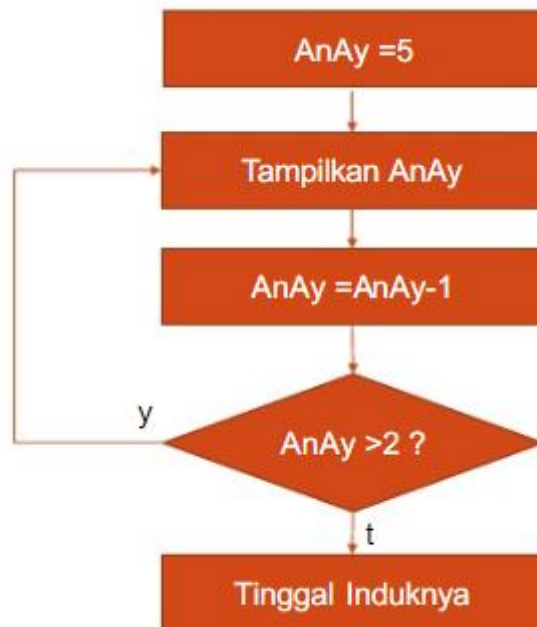 AnAy =5
Tampilkan AnAy
AnAy =AnAy-1
y
AnAy >2 ?
t
Tinggal Induknya